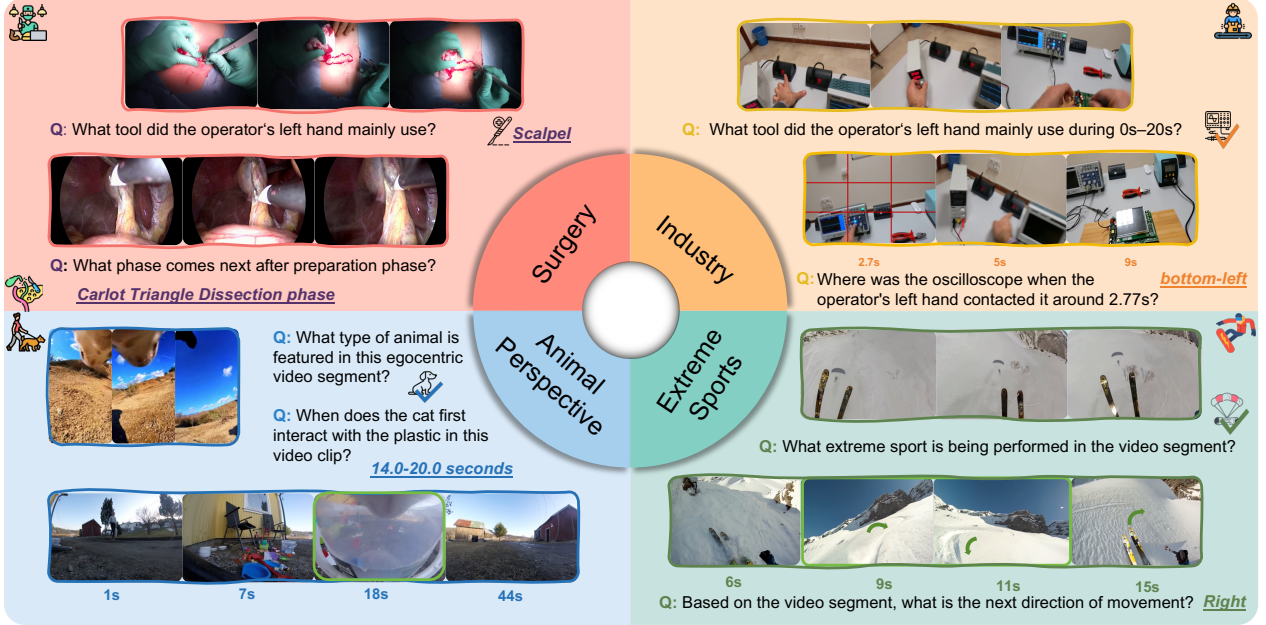 Q: What tool did the operator‘s left hand mainly use?
Scalpel
Q: What phase comes next after preparation phase?
Carlot Triangle Dissection phase
Q: What tool did the operator‘s left hand mainly use during 0s–20s?
2.7s
5s
9s
Q: Where was the oscilloscope when the
operator's left hand contacted it around 2.77s?
bottom-left
Surgery
Industry
Animal
Perspective
Extreme
Sports
Q: What type of animal is
featured in this egocentric
video segment?
Q: When does the cat first
interact with the plastic in this
video clip?
14.0-20.0 seconds
1s
7s
18s
44s
Q: What extreme sport is being performed in the video segment?
6s
9s
11s
15s
Q: Based on the video segment, what is the next direction of movement?
Right